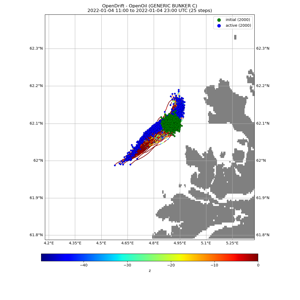 OpenDrift - OpenOil (GENERIC BUNKER C)
2022-01-04 11:00 to 2022-01-04 23:00 UTC (25 steps)
initial (2000)
active (2000)
62.3°N 62.3°N
62.2°N 62.2°N
62.1°N 62.1°N
62°N 62°N
61.9°N 61.9°N
61.8°N 61.8°N
4.2°E 4.35°E 4.5°E 4.65°E 4.8°E 4.95°E 5.1°E 5.25°E
−40 −30 −20 −10 0
z